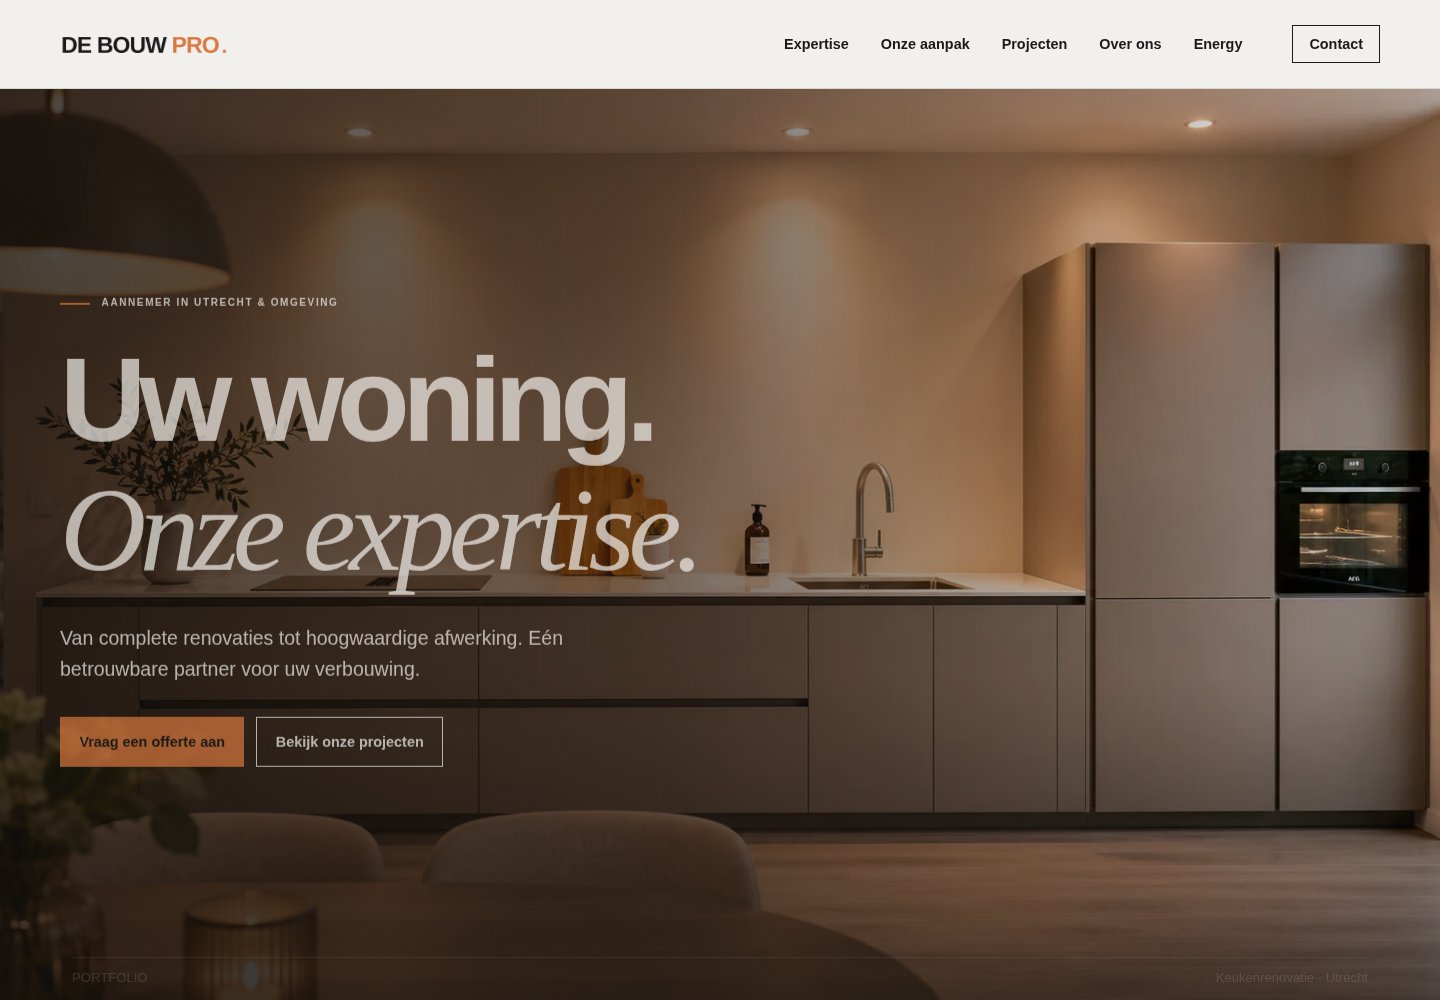 DE BOUW PRO.
Expertise
Onze aanpak
Projecten
Over ons
Energy
Contact
AANNEMER IN UTRECHT & OMGEVING
Uw woning.
Onze expertise.
Van complete renovaties tot hoogwaardige afwerking. Eén
betrouwbare partner voor uw verbouwing.
Vraag een offerte aan
Bekijk onze projecten
PORTFOLIO
Keukenrenovatie - Utrecht